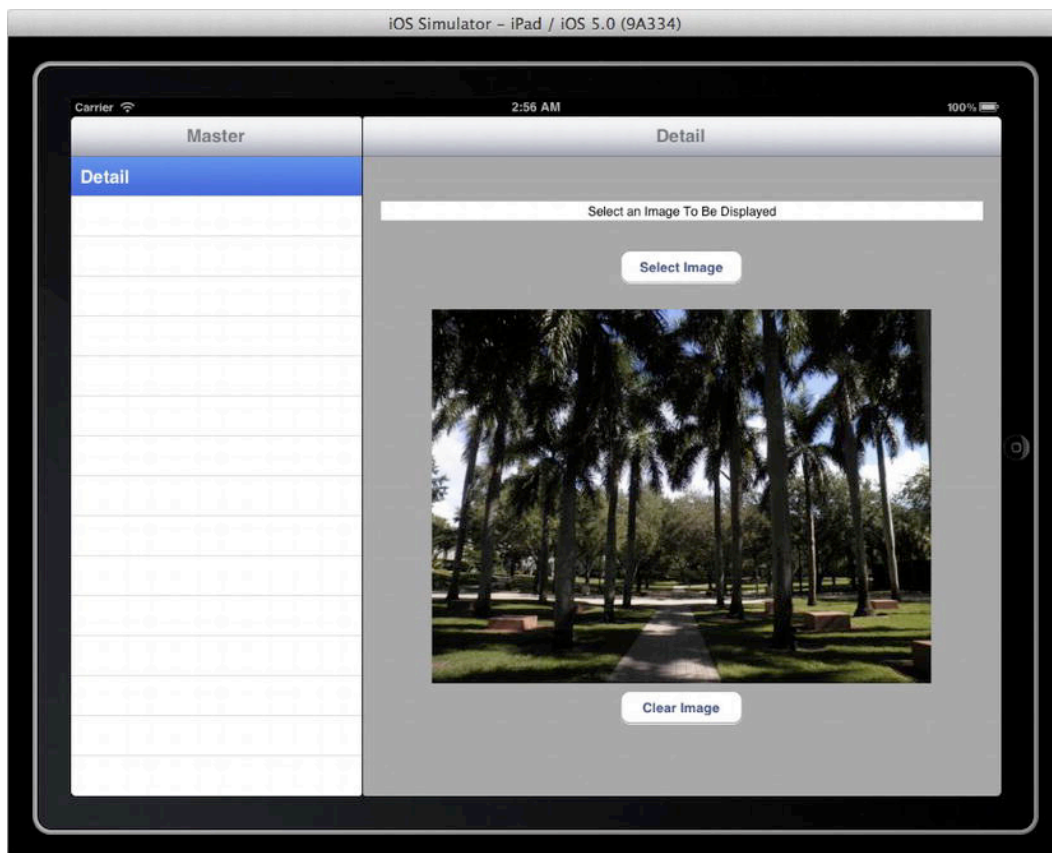 iOS Simulator – iPad / iOS 5.0 (9A334)
Carrier 2:56 AM 100%
Master Detail
Detail
Select an Image To Be Displayed
Select Image
Clear Image